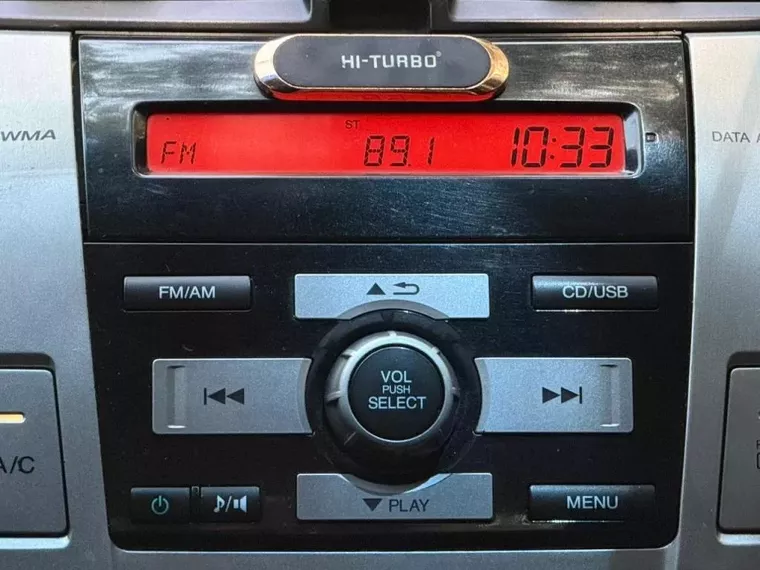 HI-TURBO®
WMA
ST
FM 89.1 10:33
DATA
FM/AM
CD/USB
VOL
PUSH
SELECT
A/C
PLAY
MENU